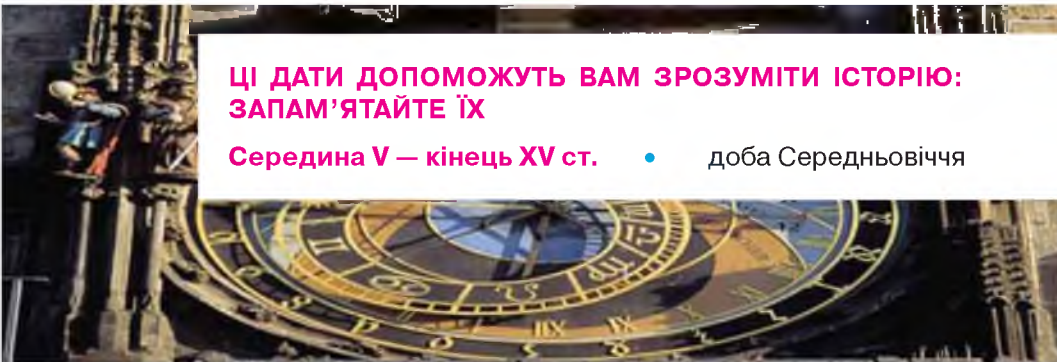 ЦІ ДАТИ ДОПОМОЖУТЬ ВАМ ЗРОЗУМІТИ ІСТОРІЮ:
ЗАПАМ’ЯТАЙТЕ ЇХ
Середина V — кінець XV ст. • доба Середньовіччя